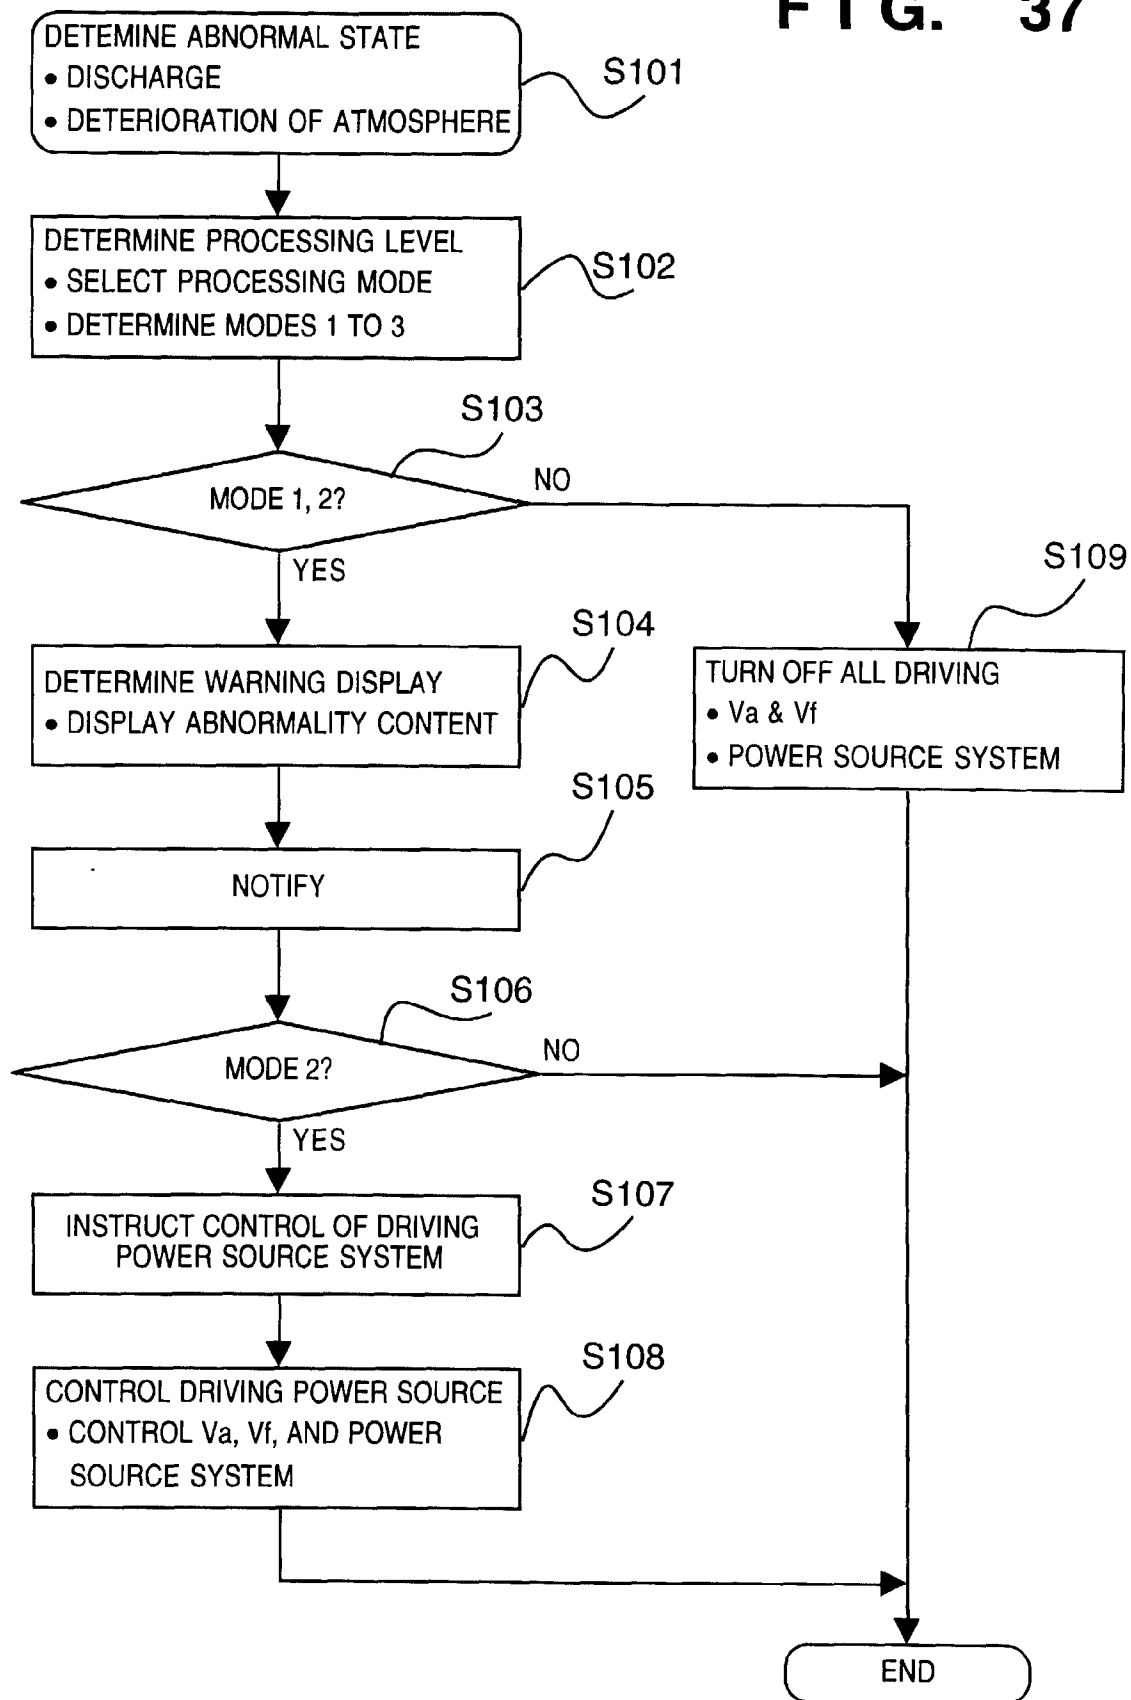 FIG. 37
DETEMINE ABNORMAL STATE
• DISCHARGE
• DETERIORATION OF ATMOSPHERE
S101
DETERMINE PROCESSING LEVEL
• SELECT PROCESSING MODE
• DETERMINE MODES 1 TO 3
S102
S103
MODE 1, 2?
NO
YES
S109
TURN OFF ALL DRIVING
• Va & Vf
• POWER SOURCE SYSTEM
S104
DETERMINE WARNING DISPLAY
• DISPLAY ABNORMALITY CONTENT
S105
NOTIFY
S106
MODE 2?
NO
YES
S107
INSTRUCT CONTROL OF DRIVING
POWER SOURCE SYSTEM
S108
CONTROL DRIVING POWER SOURCE
• CONTROL Va, Vf, AND POWER
SOURCE SYSTEM
END